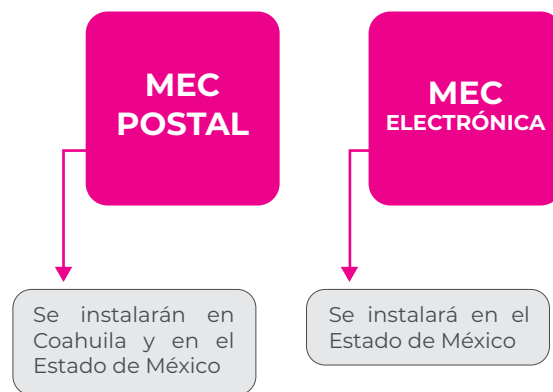 MEC
POSTAL
MEC
ELECTRÓNICA
Se instalarán en
Coahuila y en el
Estado de México
Se instalará en el
Estado de México